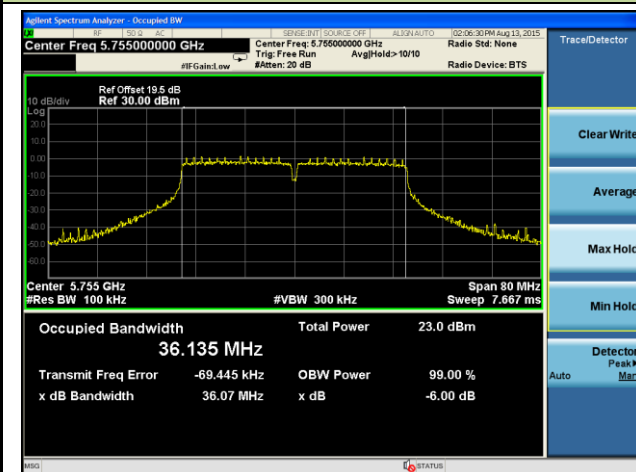 Agilent Spectrum Analyzer - Occupied BW
RF 50 Ω AC SENSE:INT SOURCE OFF ALIGN AUTO 02:06:30 PM Aug 13, 2015
Center Freq 5.755000000 GHz Center Freq: 5.755000000 GHz Radio Std: None
Trig: Free Run Avg|Hold:>10/10
#IFGain:Low #Atten: 20 dB Radio Device: BTS
Trace/Detector
Ref Offset 19.5 dB
10 dB/div Ref 30.00 dBm
Log
20.0
10.0
0.00
-10.0
-20.0
-30.0
-40.0
-50.0
-60.0
Center 5.755 GHz Span 80 MHz
#Res BW 100 kHz #VBW 300 kHz Sweep 7.667 ms
Occupied Bandwidth Total Power 23.0 dBm
36.135 MHz
Transmit Freq Error -69.445 kHz OBW Power 99.00 %
x dB Bandwidth 36.07 MHz x dB -6.00 dB
Clear Write
Average
Max Hold
Min Hold
Detector
Peak
Auto Man
MSG STATUS